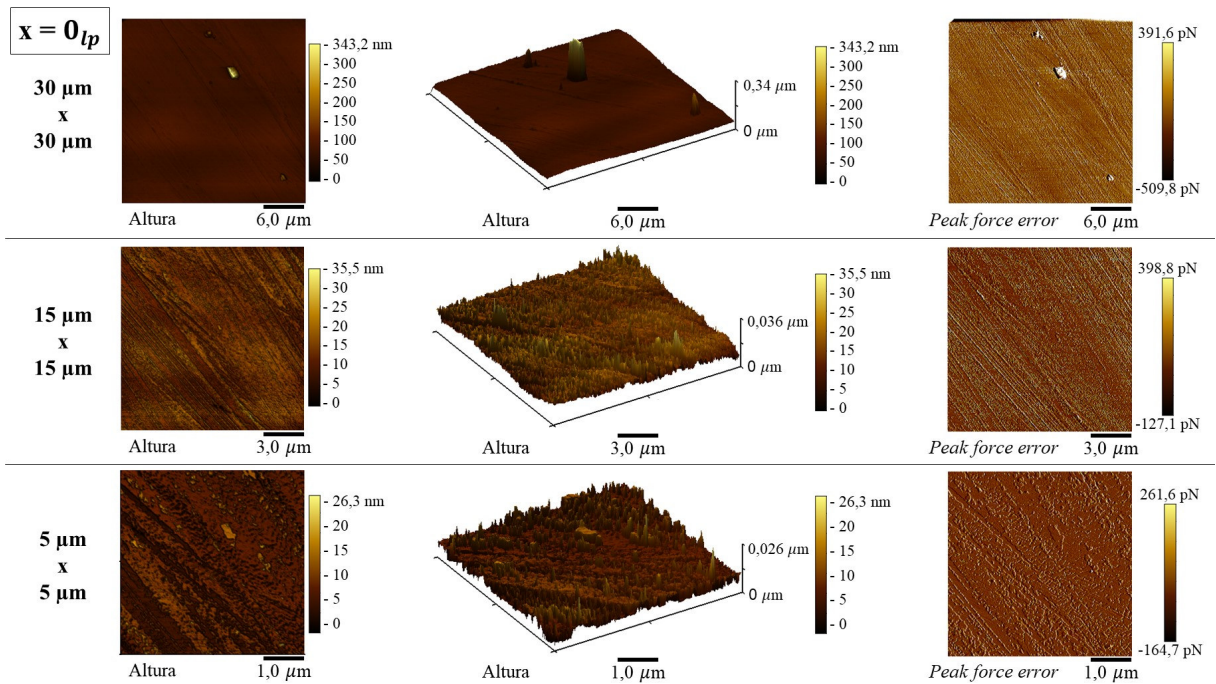 x = 0lp
30 µm
x
30 µm
- 343,2 nm
- 300
- 250
- 200
- 150
- 100
- 50
- 0
Altura
6,0 µm
0,34 µm
0 µm
- 343,2 nm
- 300
- 250
- 200
- 150
- 100
- 50
- 0
Altura
6,0 µm
391,6 pN
-509,8 pN
Peak force error
6,0 µm
15 µm
x
15 µm
- 35,5 nm
- 30
- 25
- 20
- 15
- 10
- 5
- 0
Altura
3,0 µm
0,036 µm
0 µm
- 35,5 nm
- 30
- 25
- 20
- 15
- 10
- 5
- 0
Altura
3,0 µm
398,8 pN
-127,1 pN
Peak force error
3,0 µm
5 µm
x
5 µm
- 26,3 nm
- 20
- 15
- 10
- 5
- 0
Altura
1,0 µm
0,026 µm
0 µm
- 26,3 nm
- 20
- 15
- 10
- 5
- 0
Altura
1,0 µm
261,6 pN
-164,7 pN
Peak force error
1,0 µm